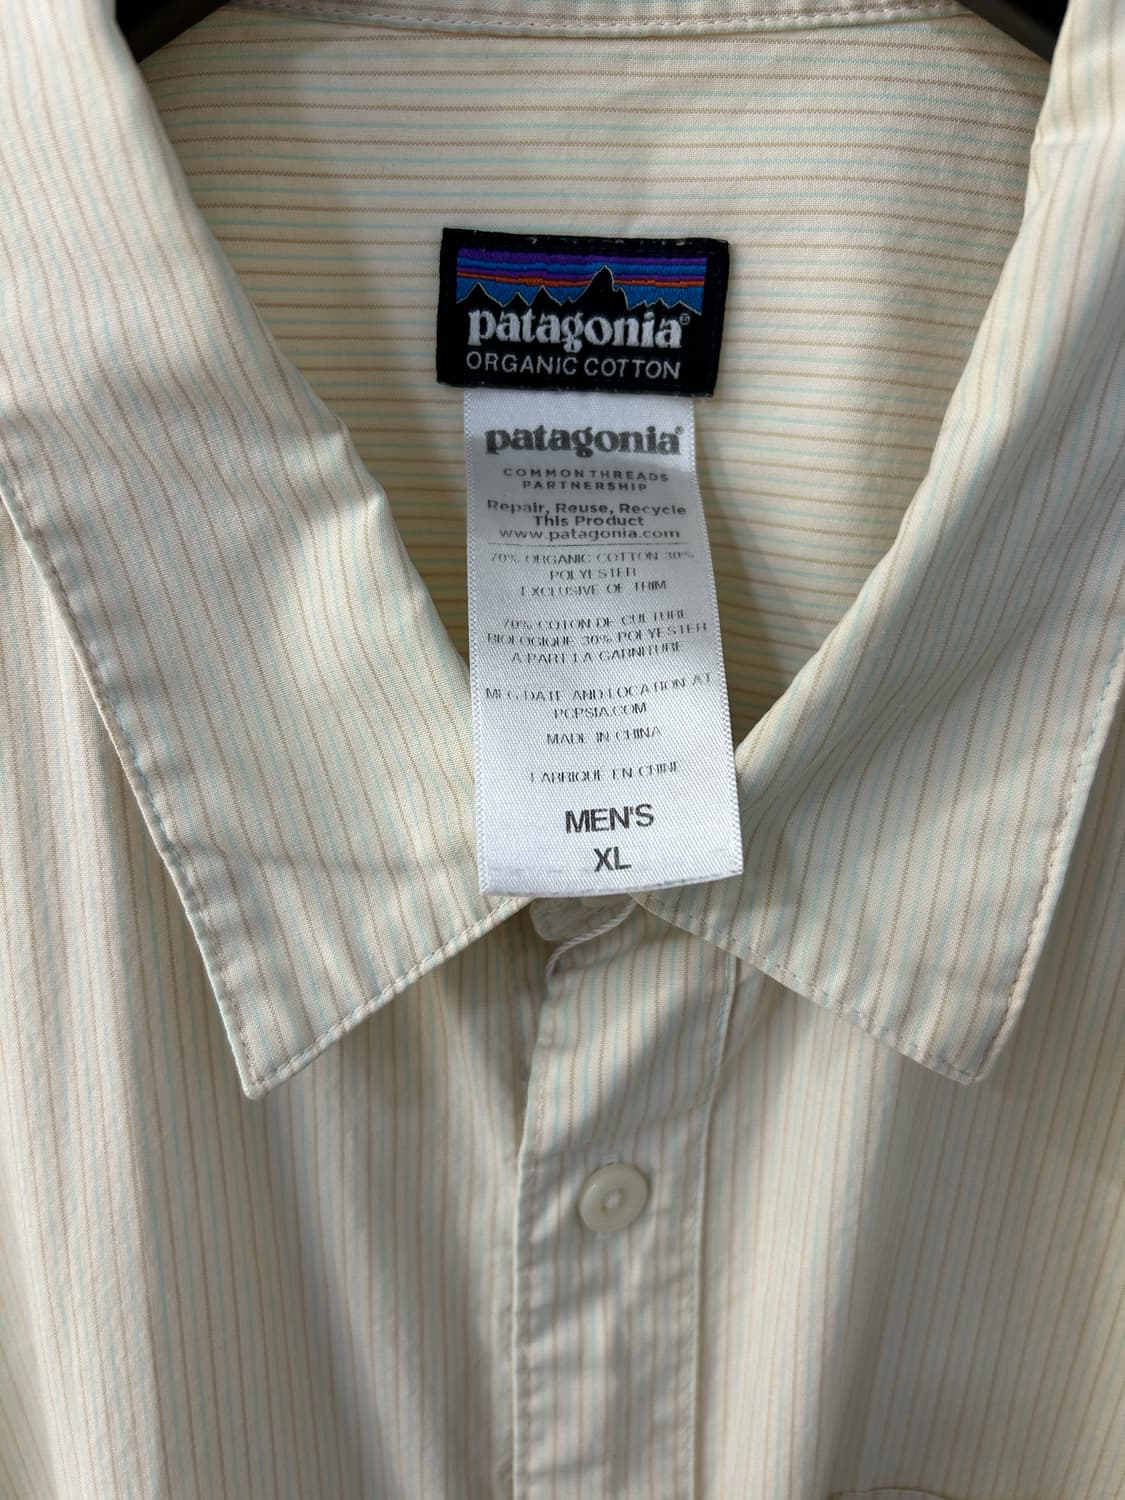 patagonia®
ORGANIC COTTON
patagonia®
COMMON THREADS
PARTNERSHIP
Repair, Reuse, Recycle
This Product
www.patagonia.com
70% ORGANIC COTTON 30%
POLYESTER
EXCLUSIVE OF TRIM
70% COTON DE CULTURE
BIOLOGIQUE 30% POLYESTER
A PART LA GARNITURE
MFG DATE AND LOCATION AT
PCPSIA.COM
MADE IN CHINA
FABRIQUE EN CHINE
MEN'S
XL